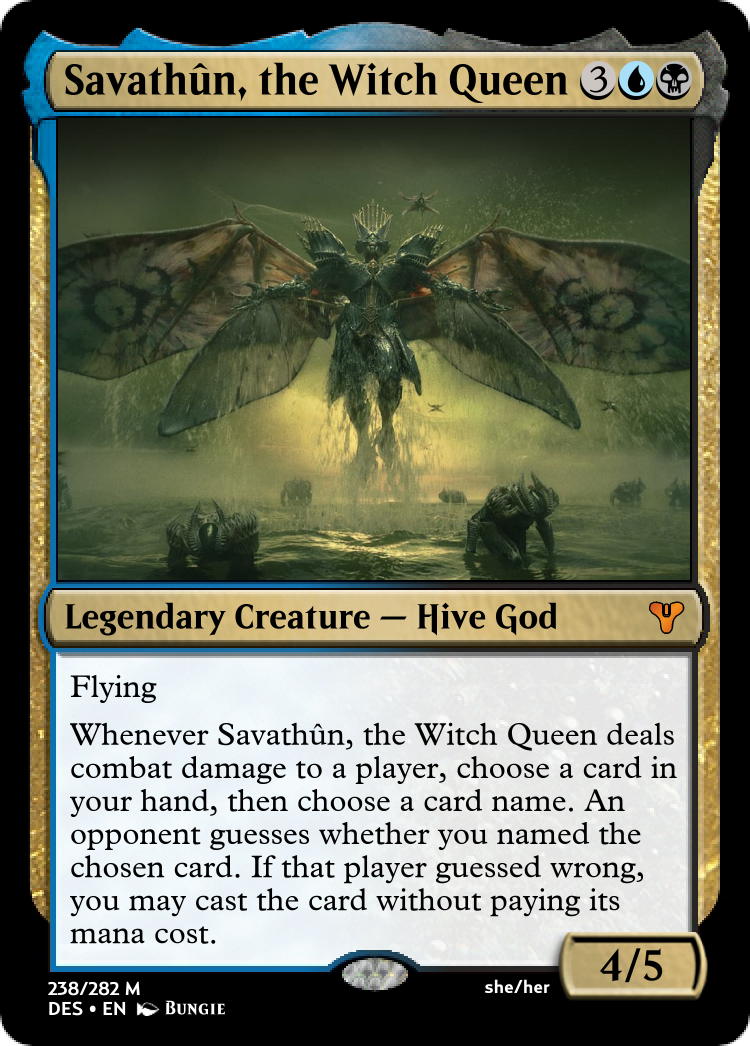 Savathûn, the Witch Queen 3
Legendary Creature — Hive God
Flying
Whenever Savathûn, the Witch Queen deals
combat damage to a player, choose a card in
your hand, then choose a card name. An
opponent guesses whether you named the
chosen card. If that player guessed wrong,
you may cast the card without paying its
mana cost.
4/5
238/282 M
she/her
DES • EN Bungie